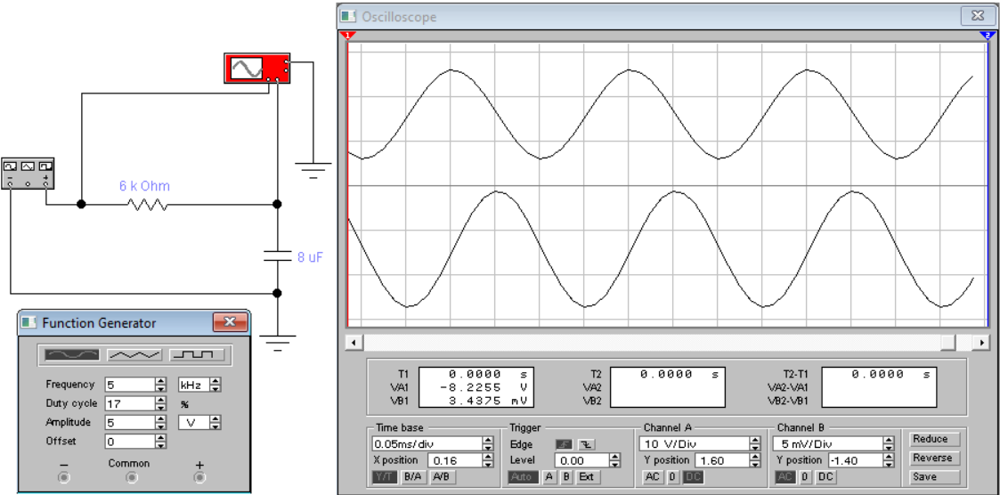 Oscilloscope
1
2
6 k Ohm
8 uF
Function Generator
Frequency 5 kHz
Duty cycle 17 %
Amplitude 5 V
Offset 0
− Common +
T1 0.0000 s
VA1 -8.2255 V
VB1 3.4375 mV
T2 0.0000 s
VA2
VB2
T2-T1 0.0000 s
VA2-VA1
VB2-VB1
Time base
0.05ms/div
X position 0.16
Y/T B/A A/B
Trigger
Edge
Level 0.00
Auto A B Ext
Channel A
10 V/Div
Y position 1.60
AC 0 DC
Channel B
5 mV/Div
Y position -1.40
AC 0 DC
Reduce
Reverse
Save